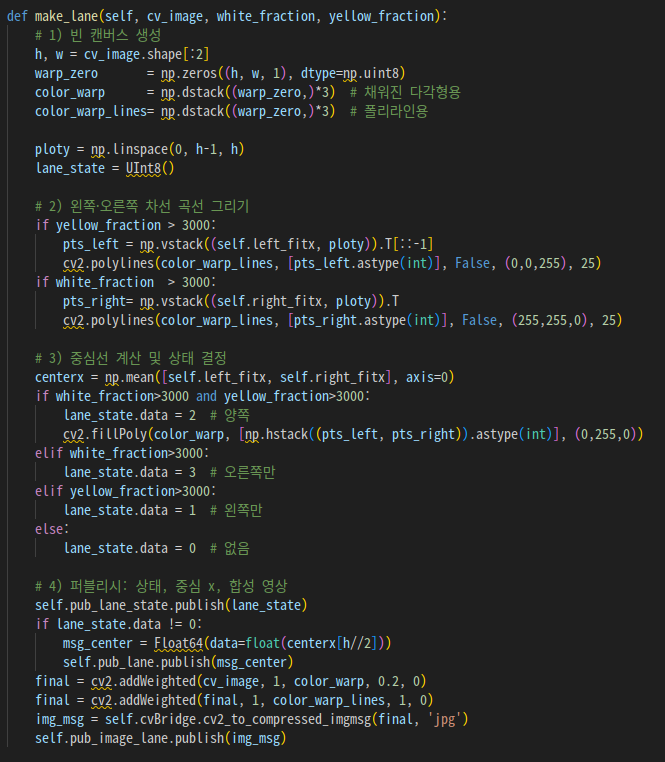 def make_lane(self, cv_image, white_fraction, yellow_fraction):
    # 1) 빈 캔버스 생성
    h, w = cv_image.shape[:2]
    warp_zero       = np.zeros((h, w, 1), dtype=np.uint8)
    color_warp      = np.dstack((warp_zero,)*3)  # 채워진 다각형용
    color_warp_lines= np.dstack((warp_zero,)*3)  # 폴리라인용

    ploty = np.linspace(0, h-1, h)
    lane_state = UInt8()

    # 2) 왼쪽·오른쪽 차선 곡선 그리기
    if yellow_fraction > 3000:
        pts_left = np.vstack((self.left_fitx, ploty)).T[::-1]
        cv2.polylines(color_warp_lines, [pts_left.astype(int)], False, (0,0,255), 25)
    if white_fraction  > 3000:
        pts_right= np.vstack((self.right_fitx, ploty)).T
        cv2.polylines(color_warp_lines, [pts_right.astype(int)], False, (255,255,0), 25)

    # 3) 중심선 계산 및 상태 결정
    centerx = np.mean([self.left_fitx, self.right_fitx], axis=0)
    if white_fraction>3000 and yellow_fraction>3000:
        lane_state.data = 2  # 양쪽
        cv2.fillPoly(color_warp, [np.hstack((pts_left, pts_right)).astype(int)], (0,255,0))
    elif white_fraction>3000:
        lane_state.data = 3  # 오른쪽만
    elif yellow_fraction>3000:
        lane_state.data = 1  # 왼쪽만
    else:
        lane_state.data = 0  # 없음

    # 4) 퍼블리시: 상태, 중심 x, 합성 영상
    self.pub_lane_state.publish(lane_state)
    if lane_state.data != 0:
        msg_center = Float64(data=float(centerx[h//2]))
        self.pub_lane.publish(msg_center)
    final = cv2.addWeighted(cv_image, 1, color_warp, 0.2, 0)
    final = cv2.addWeighted(final, 1, color_warp_lines, 1, 0)
    img_msg = self.cvBridge.cv2_to_compressed_imgmsg(final, 'jpg')
    self.pub_image_lane.publish(img_msg)